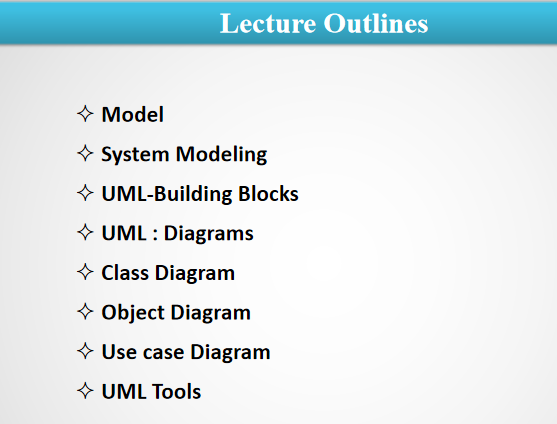 Lecture Outlines
✧ Model
✧ System Modeling
✧ UML-Building Blocks
✧ UML : Diagrams
✧ Class Diagram
✧ Object Diagram
✧ Use case Diagram
✧ UML Tools